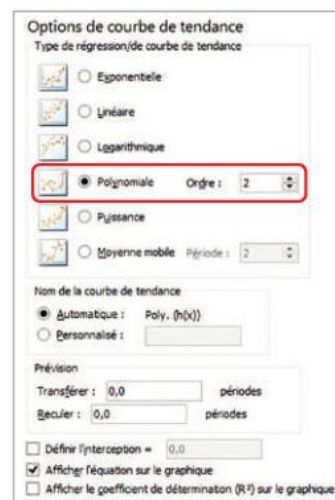 Options de courbe de tendance
Type de régression/de courbe de tendance
Exponentielle
Linéaire
Logarithmique
Polynomiale Ordre : 2
Puissance
Moyenne mobile Période : 2
Nom de la courbe de tendance
Automatique : Poly. (h(x))
Personnalisé :
Prévision
Transférer : 0,0 périodes
Reculer : 0,0 périodes
Définir l'interception = 0,0
Afficher l'équation sur le graphique
Afficher le coefficient de détermination (R²) sur le graphique